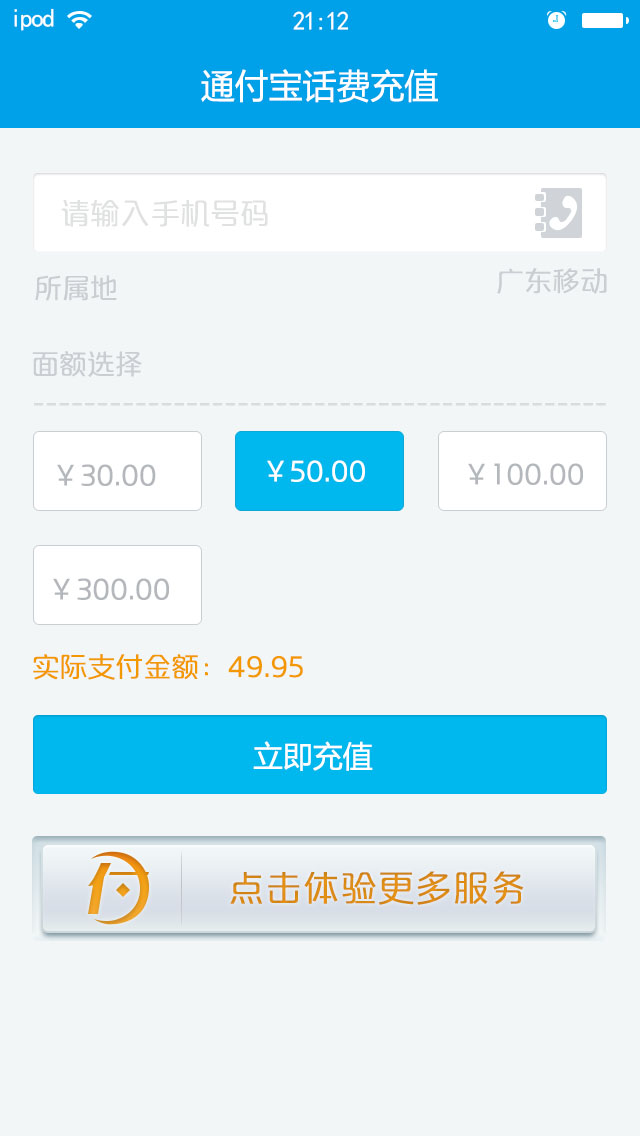 ipod 21:12
通付宝话费充值
请输入手机号码
所属地 广东移动
面额选择
￥30.00 ￥50.00 ￥100.00
￥300.00
实际支付金额：49.95
立即充值
点击体验更多服务